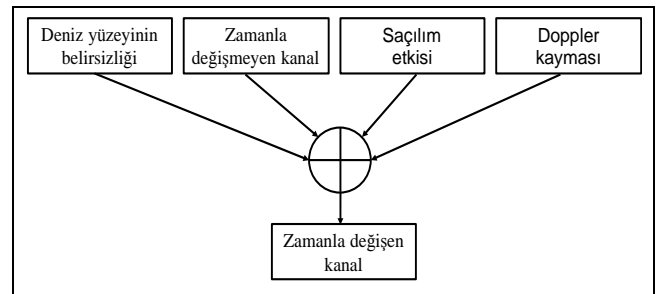 Deniz yüzeyinin
belirsizliği
Zamanla
değişmeyen kanal
Saçılım
etkisi
Doppler
kayması
Zamanla değişen
kanal